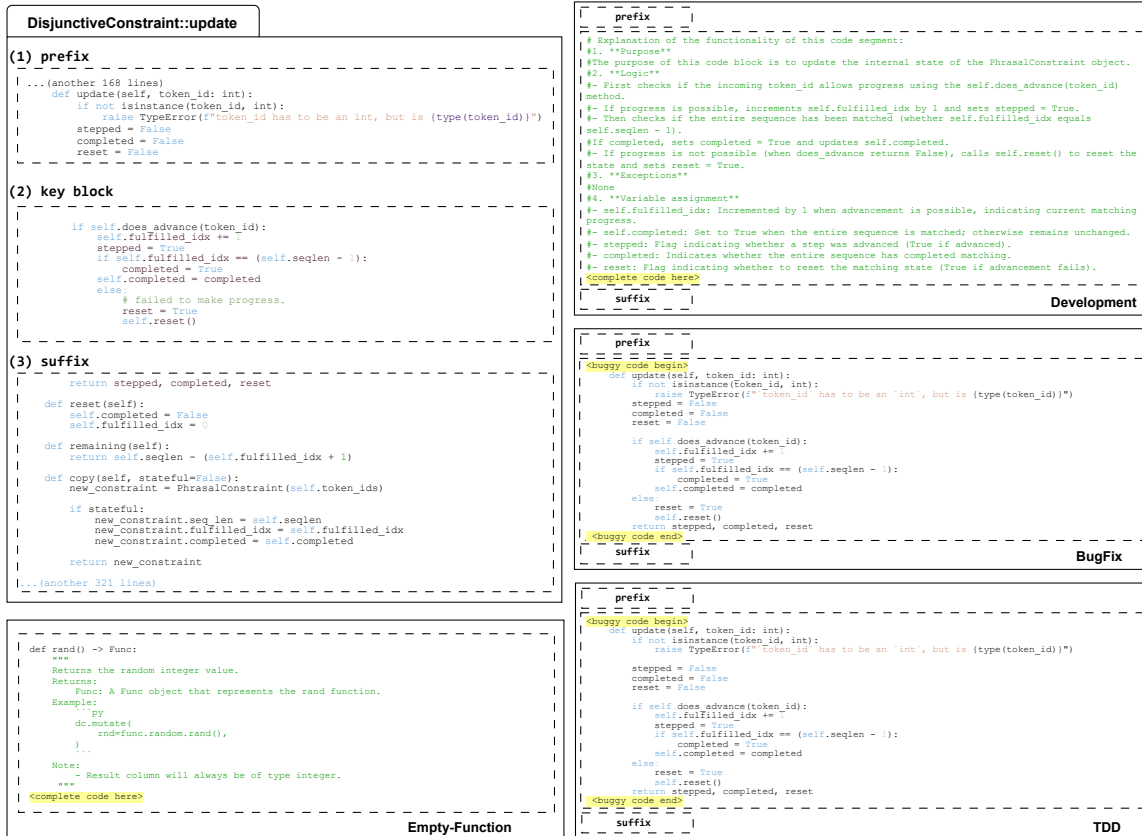 DisjunctiveConstraint::update
(1) prefix
...(another 168 lines)
def update(self, token_id: int):
if not isinstance(token_id, int):
raise TypeError(f"token_id has to be an int, but is {type(token_id)}")
stepped = False
completed = False
reset = False
(2) key block
if self.does_advance(token_id):
self.fulfilled_idx += 1
stepped = True
if self.fulfilled_idx == (self.seqlen - 1):
completed = True
self.completed = completed
else:
# failed to make progress.
reset = True
self.reset()
(3) suffix
return stepped, completed, reset
def reset(self):
self.completed = False
self.fulfilled_idx = 0
def remaining(self):
return self.seqlen - (self.fulfilled_idx + 1)
def copy(self, stateful=False):
new_constraint = PhrasalConstraint(self.token_ids)
if stateful:
new_constraint.seq_len = self.seqlen
new_constraint.fulfilled_idx = self.fulfilled_idx
new_constraint.completed = self.completed
return new_constraint
...(another 321 lines)
def rand() -> Func:
"""
Returns the random integer value.
Returns:
Func: A Func object that represents the rand function.
Example:
```py
dc.mutate(
rnd=func.random.rand(),
)
```
Note:
- Result column will always be of type integer.
"""
<complete code here>
Empty-Function
prefix
# Explanation of the functionality of this code segment:
#1. **Purpose**
#The purpose of this code block is to update the internal state of the PhrasalConstraint object.
#2. **Logic**
#- First checks if the incoming token_id allows progress using the self.does_advance(token_id)
method.
#- If progress is possible, increments self.fulfilled_idx by 1 and sets stepped = True.
#- Then checks if the entire sequence has been matched (whether self.fulfilled_idx equals
self.seqlen - 1).
#If completed, sets completed = True and updates self.completed.
#- If progress is not possible (when does_advance returns False), calls self.reset() to reset the
state and sets reset = True.
#3. **Exceptions**
#None
#4. **Variable assignment**
#- self.fulfilled_idx: Incremented by 1 when advancement is possible, indicating current matching
progress.
#- self.completed: Set to True when the entire sequence is matched; otherwise remains unchanged.
#- stepped: Flag indicating whether a step was advanced (True if advanced).
#- completed: Indicates whether the entire sequence has completed matching.
#- reset: Flag indicating whether to reset the matching state (True if advancement fails).
<complete code here>
suffix
Development
prefix
<buggy code begin>
def update(self, token_id: int):
if not isinstance(token_id, int):
raise TypeError(f"`token_id` has to be an `int`, but is {type(token_id)}")
stepped = False
completed = False
reset = False
if self.does_advance(token_id):
self.fulfilled_idx += 1
stepped = True
if self.fulfilled_idx == (self.seqlen - 1):
completed = True
self.completed = completed
else:
reset = True
self.reset()
return stepped, completed, reset
<buggy code end>
suffix
BugFix
prefix
<buggy code begin>
def update(self, token_id: int):
if not isinstance(token_id, int):
raise TypeError(f"`token_id` has to be an `int`, but is {type(token_id)}")
stepped = False
completed = False
reset = False
if self.does_advance(token_id):
self.fulfilled_idx += 1
stepped = True
if self.fulfilled_idx == (self.seqlen - 1):
completed = True
self.completed = completed
else:
reset = True
self.reset()
return stepped, completed, reset
<buggy code end>
suffix
TDD